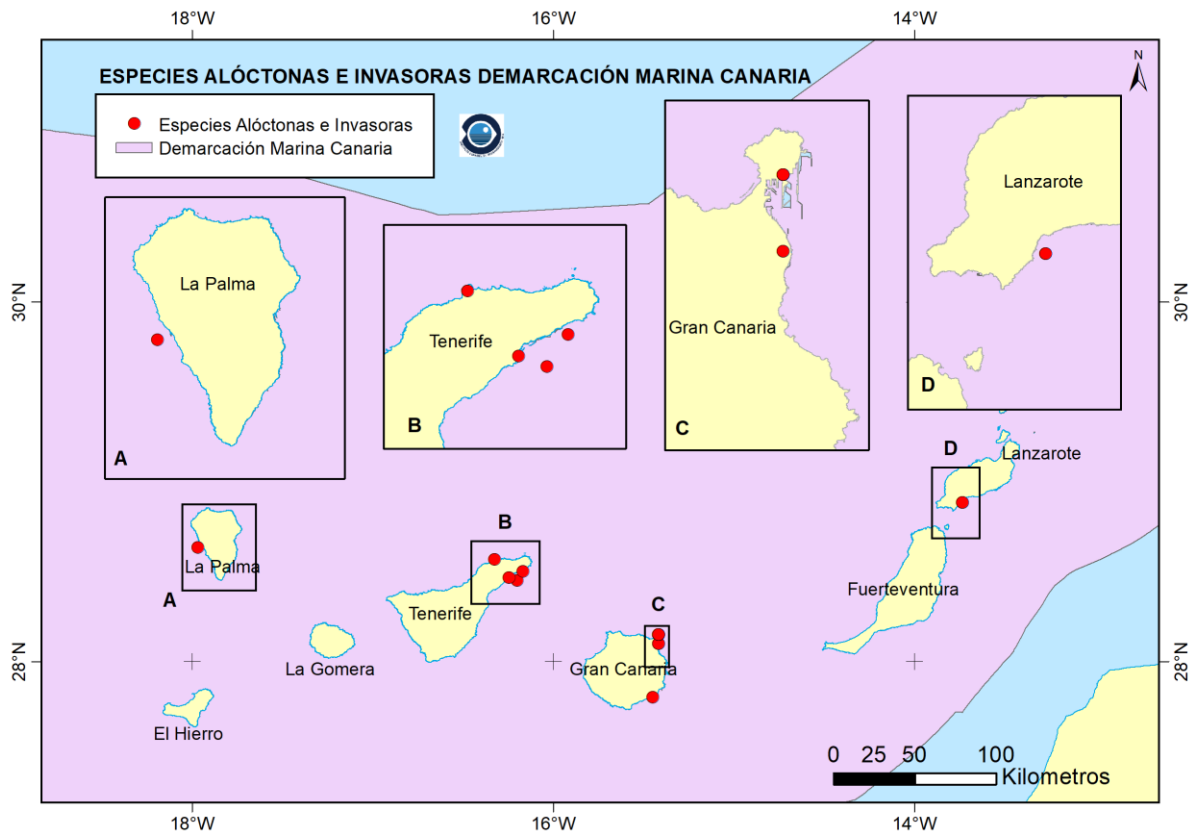 18°W
16°W
14°W
N
ESPECIES ALÓCTONAS E INVASORAS DEMARCACIÓN MARINA CANARIA
Especies Alóctonas e Invasoras
Demarcación Marina Canaria
Lanzarote
La Palma
30°N
30°N
Gran Canaria
Tenerife
D
B
C
A
D
Lanzarote
B
La Palma
A
Fuerteventura
C
Tenerife
28°N
La Gomera
Gran Canaria
28°N
El Hierro
0 25 50 100
Kilometros
18°W
16°W
14°W